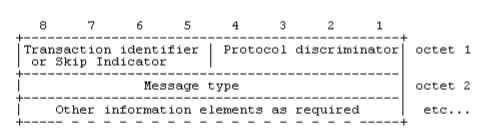 8 7 6 5 4 3 2 1
Transaction identifier Protocol discriminator octet 1
or Skip Indicator
Message type octet 2
Other information elements as required etc...